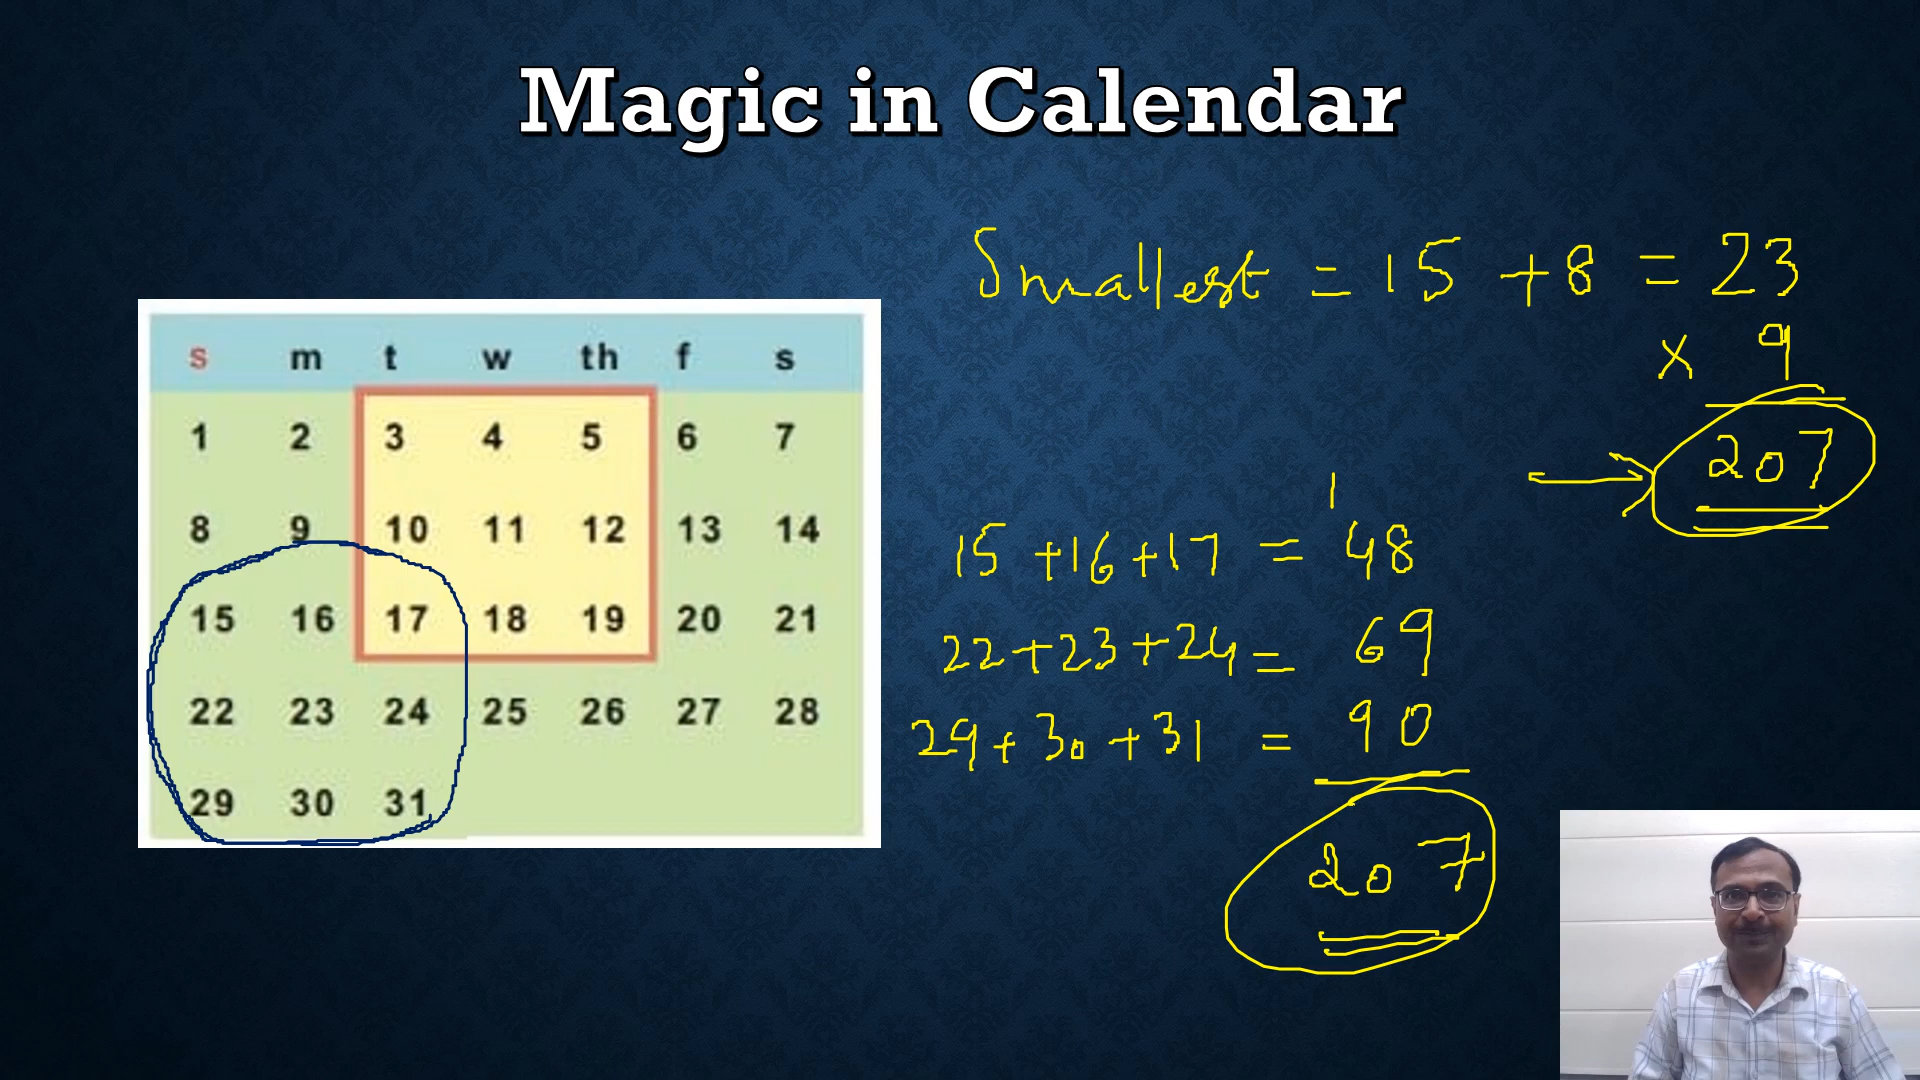 Magic in Calendar
s m t w th f s
1 2 3 4 5 6 7
8 9 10 11 12 13 14
15 16 17 18 19 20 21
22 23 24 25 26 27 28
29 30 31
Smallest = 15 + 8 = 23
x 9
207
1
15 + 16 + 17 = 48
22 + 23 + 24 = 69
29 + 30 + 31 = 90
207